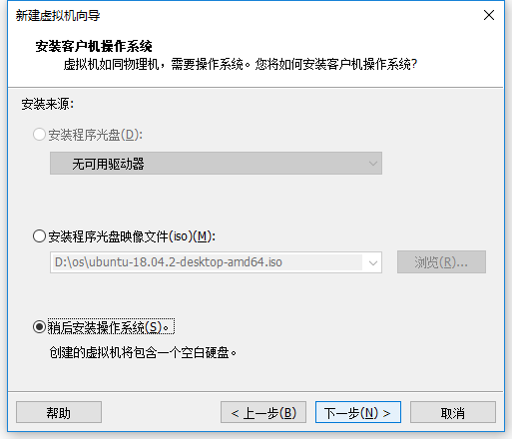 新建虚拟机向导
安装客户机操作系统
虚拟机如同物理机，需要操作系统。您将如何安装客户机操作系统?
安装来源:
安装程序光盘(D):
无可用驱动器
安装程序光盘映像文件(iso)(M):
D:\os\ubuntu-18.04.2-desktop-amd64.iso
浏览(R)...
稍后安装操作系统(S)。
创建的虚拟机将包含一个空白硬盘。
帮助
< 上一步(B)
下一步(N) >
取消